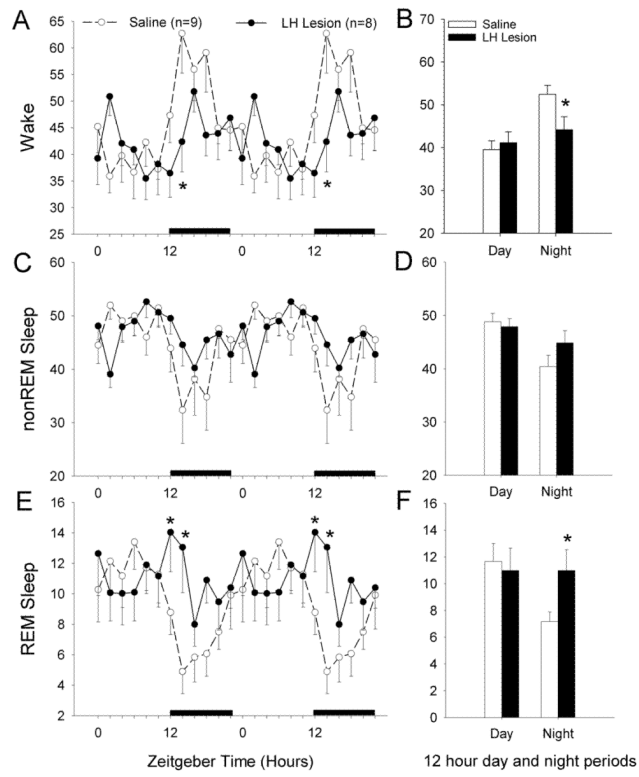 A
Saline (n=9)
LH Lesion (n=8)
Wake
65
60
55
50
45
40
35
30
25
*
*
0
12
0
12
B
Saline
LH Lesion
70
60
50
40
30
20
*
Day
Night
C
nonREM Sleep
60
50
40
30
20
0
12
0
12
D
60
50
40
30
20
Day
Night
E
REM Sleep
16
14
12
10
8
6
4
2
*
*
*
*
0
12
0
12
Zeitgeber Time (Hours)
F
16
14
12
10
8
6
4
2
0
*
Day
Night
12 hour day and night periods